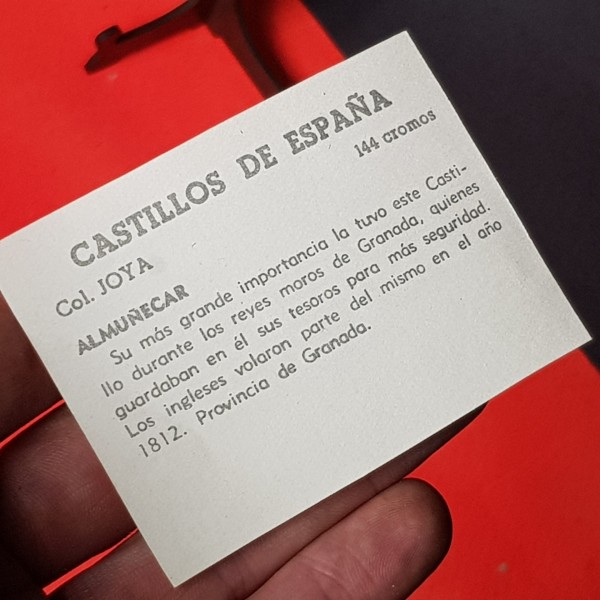 CASTILLOS DE ESPAÑA
144 cromos
Col. JOYA
ALMUÑECAR
Su más grande importancia la tuvo este Casti-
llo durante los reyes moros de Granada, quienes
guardaban en él sus tesoros para más seguridad.
Los ingleses volaron parte del mismo en el año
1812. Provincia de Granada.